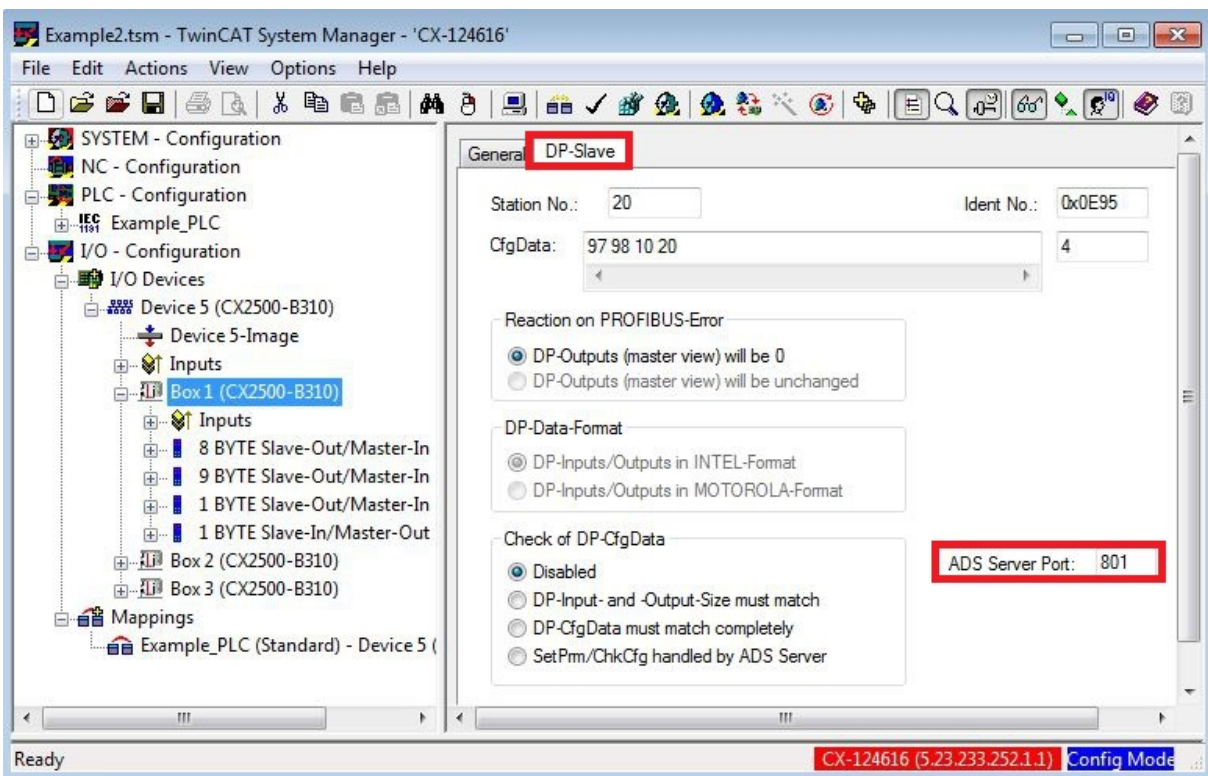 Example2.tsm - TwinCAT System Manager - 'CX-124616'
File Edit Actions View Options Help
SYSTEM - Configuration
NC - Configuration
PLC - Configuration
IEC 1131 Example_PLC
I/O - Configuration
I/O Devices
Device 5 (CX2500-B310)
Device 5-Image
Inputs
Box 1 (CX2500-B310)
Inputs
8 BYTE Slave-Out/Master-In
9 BYTE Slave-Out/Master-In
1 BYTE Slave-Out/Master-In
1 BYTE Slave-In/Master-Out
Box 2 (CX2500-B310)
Box 3 (CX2500-B310)
Mappings
Example_PLC (Standard) - Device 5 (
General DP-Slave
Station No.: 20 Ident No.: 0x0E95
CfgData: 97 98 10 20 4
Reaction on PROFIBUS-Error
DP-Outputs (master view) will be 0
DP-Outputs (master view) will be unchanged
DP-Data-Format
DP-Inputs/Outputs in INTEL-Format
DP-Inputs/Outputs in MOTOROLA-Format
Check of DP-CfgData
Disabled
DP-Input- and -Output-Size must match
DP-CfgData must match completely
SetPrm/ChkCfg handled by ADS Server
ADS Server Port: 801
Ready CX-124616 (5.23.233.252.1.1) Config Mode